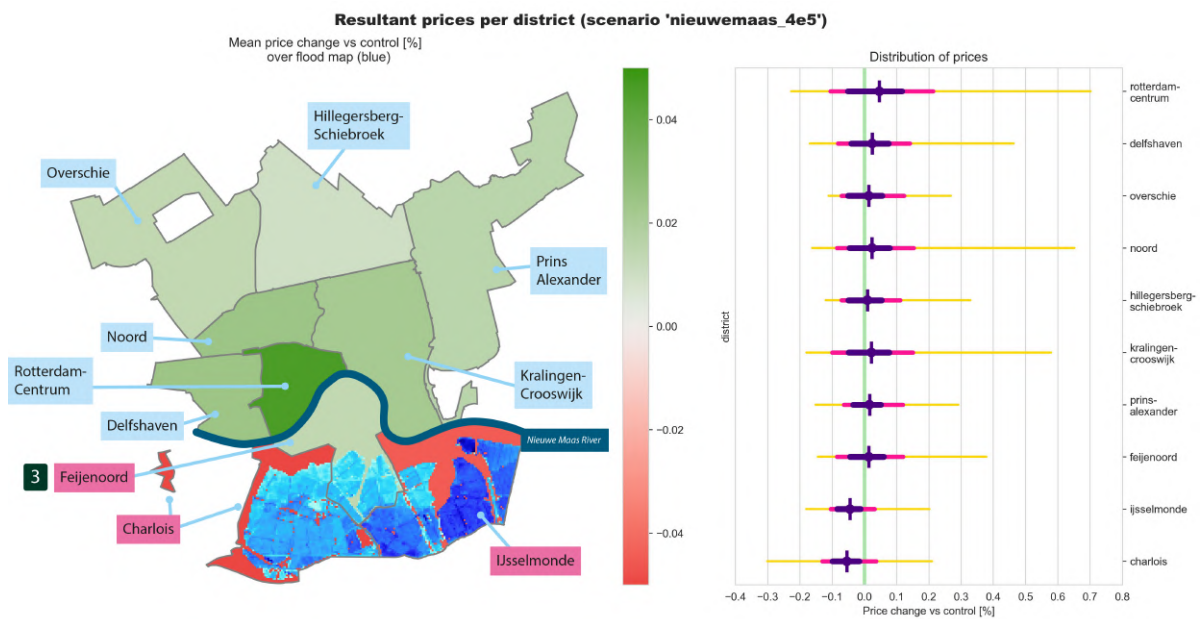 Resultant prices per district (scenario 'nieuwemaas_4e5')
Mean price change vs control [%]
over flood map (blue)
Hillegersberg-
Schiebroek
Overschie
Prins
Alexander
Noord
Rotterdam-
Centrum
Kralingen-
Crooswijk
Delfshaven
Nieuwe Maas River
3
Feijenoord
Charlois
IJsselmonde
0.04
0.02
0.00
−0.02
−0.04
Distribution of prices
rotterdam-
centrum
delfshaven
overschie
noord
hillegersberg-
schiebroek
kralingen-
crooswijk
prins-
alexander
feijenoord
ijsselmonde
charlois
district
−0.4 −0.3 −0.2 −0.1 0.0 0.1 0.2 0.3 0.4 0.5 0.6 0.7 0.8
Price change vs control [%]